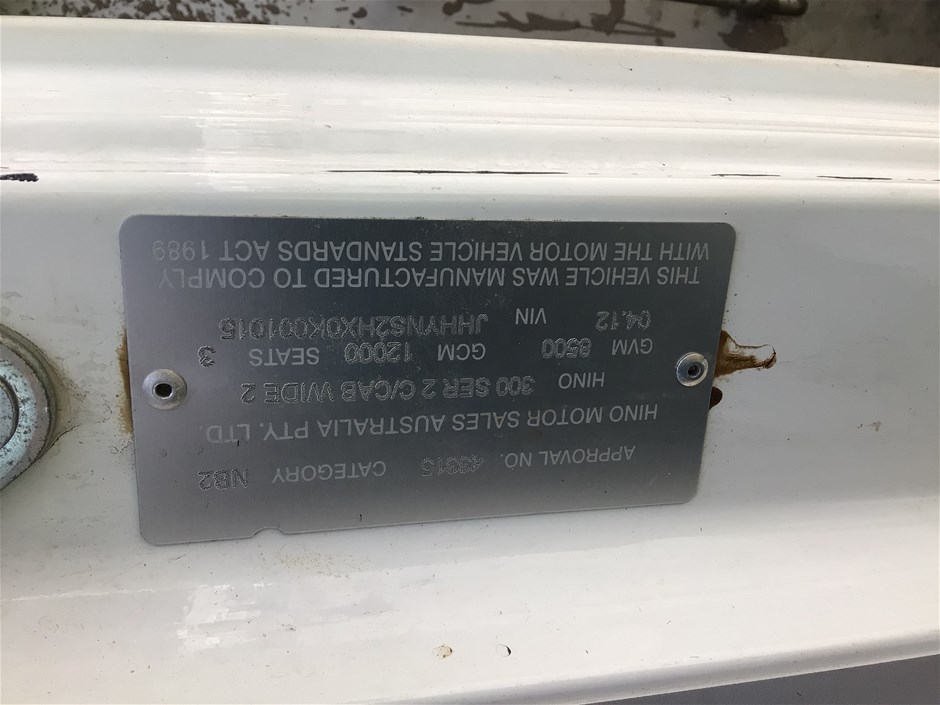 APPROVAL NO. 43315 CATEGORY NB2
HINO MOTOR SALES AUSTRALIA PTY. LTD.
HINO 300 SER 2 C/CAB WIDE 2
GVM 8500 GCM 12000 SEATS 3
04.12 VIN JHHYNS2HX0K001015
THIS VEHICLE WAS MANUFACTURED TO COMPLY
WITH THE MOTOR VEHICLE STANDARDS ACT 1989